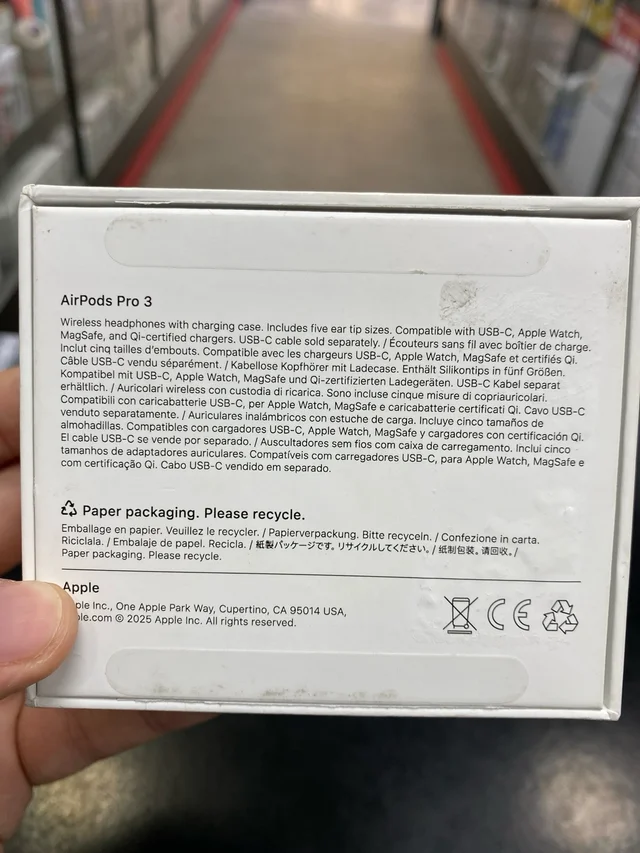 AirPods Pro 3
Wireless headphones with charging case. Includes five ear tip sizes. Compatible with USB-C, Apple Watch,
MagSafe, and Qi-certified chargers. USB-C cable sold separately. / Écouteurs sans fil avec boîtier de charge.
Inclut cinq tailles d’embouts. Compatible avec les chargeurs USB-C, Apple Watch, MagSafe et certifiés Qi.
Câble USB-C vendu séparément. / Kabellose Kopfhörer mit Ladecase. Enthält Silikontips in fünf Größen.
Kompatibel mit USB-C, Apple Watch, MagSafe und Qi-zertifizierten Ladegeräten. USB-C Kabel separat
erhältlich. / Auricolari wireless con custodia di ricarica. Sono incluse cinque misure di copriauricolari.
Compatibili con caricabatterie USB-C, per Apple Watch, MagSafe e caricabatterie certificati Qi. Cavo USB-C
venduto separatamente. / Auriculares inalámbricos con estuche de carga. Incluye cinco tamaños de
almohadillas. Compatibles con cargadores USB-C, Apple Watch, MagSafe y cargadores con certificación Qi.
El cable USB-C se vende por separado. / Auscultadores sem fios com caixa de carregamento. Inclui cinco
tamanhos de adaptadores auriculares. Compatíveis com carregadores USB-C, para Apple Watch, MagSafe e
com certificação Qi. Cabo USB-C vendido em separado.
Paper packaging. Please recycle.
Emballage en papier. Veuillez le recycler. / Papierverpackung. Bitte recyceln. / Confezione in carta.
Riciclala. / Embalaje de papel. Recicla. / 紙製パッケージです。リサイクルしてください。/ 纸制包装。请回收。/
Paper packaging. Please recycle.
Apple
Inc., One Apple Park Way, Cupertino, CA 95014 USA,
© 2025 Apple Inc. All rights reserved.
CE